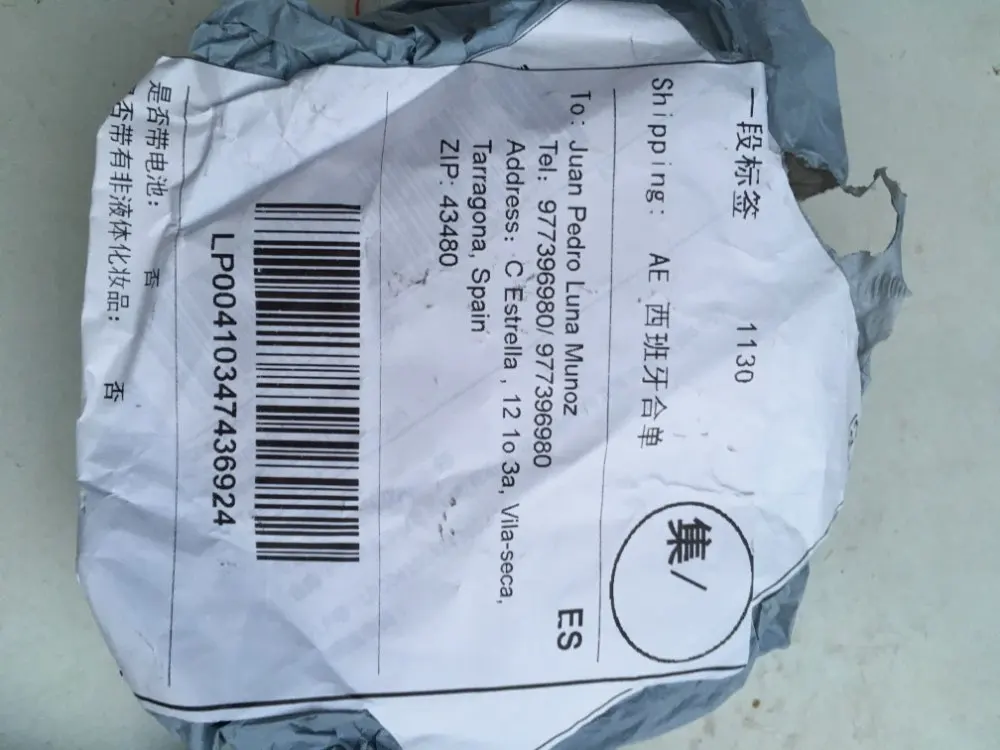 一段标签 1130
Shipping: AE 西班牙合单
集/
To: Juan Pedro Luna Munoz
Tel: 977396980/ 977396980
Address: C Estrella , 12 1o 3a, Vila-seca,
Tarragona, Spain
ZIP: 43480
ES
LP00410347436924
是否带电池: 否
是否带有非液体化妆品: 否